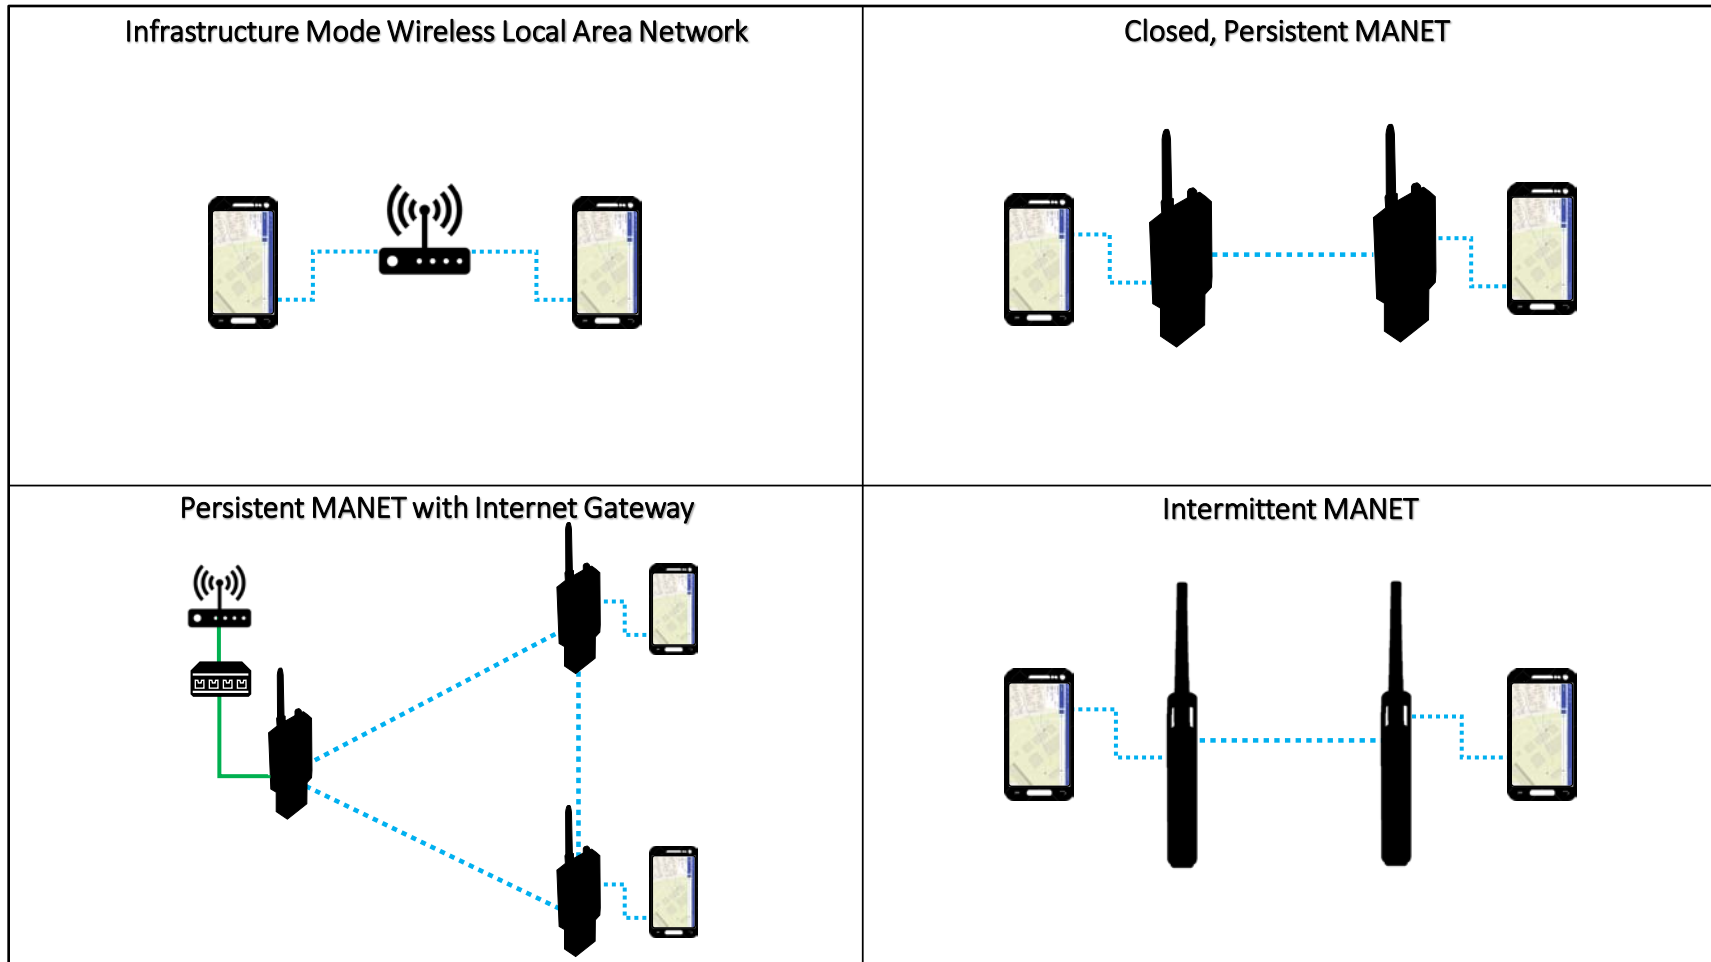 Infrastructure Mode Wireless Local Area Network
Closed, Persistent MANET
Persistent MANET with Internet Gateway
Intermittent MANET